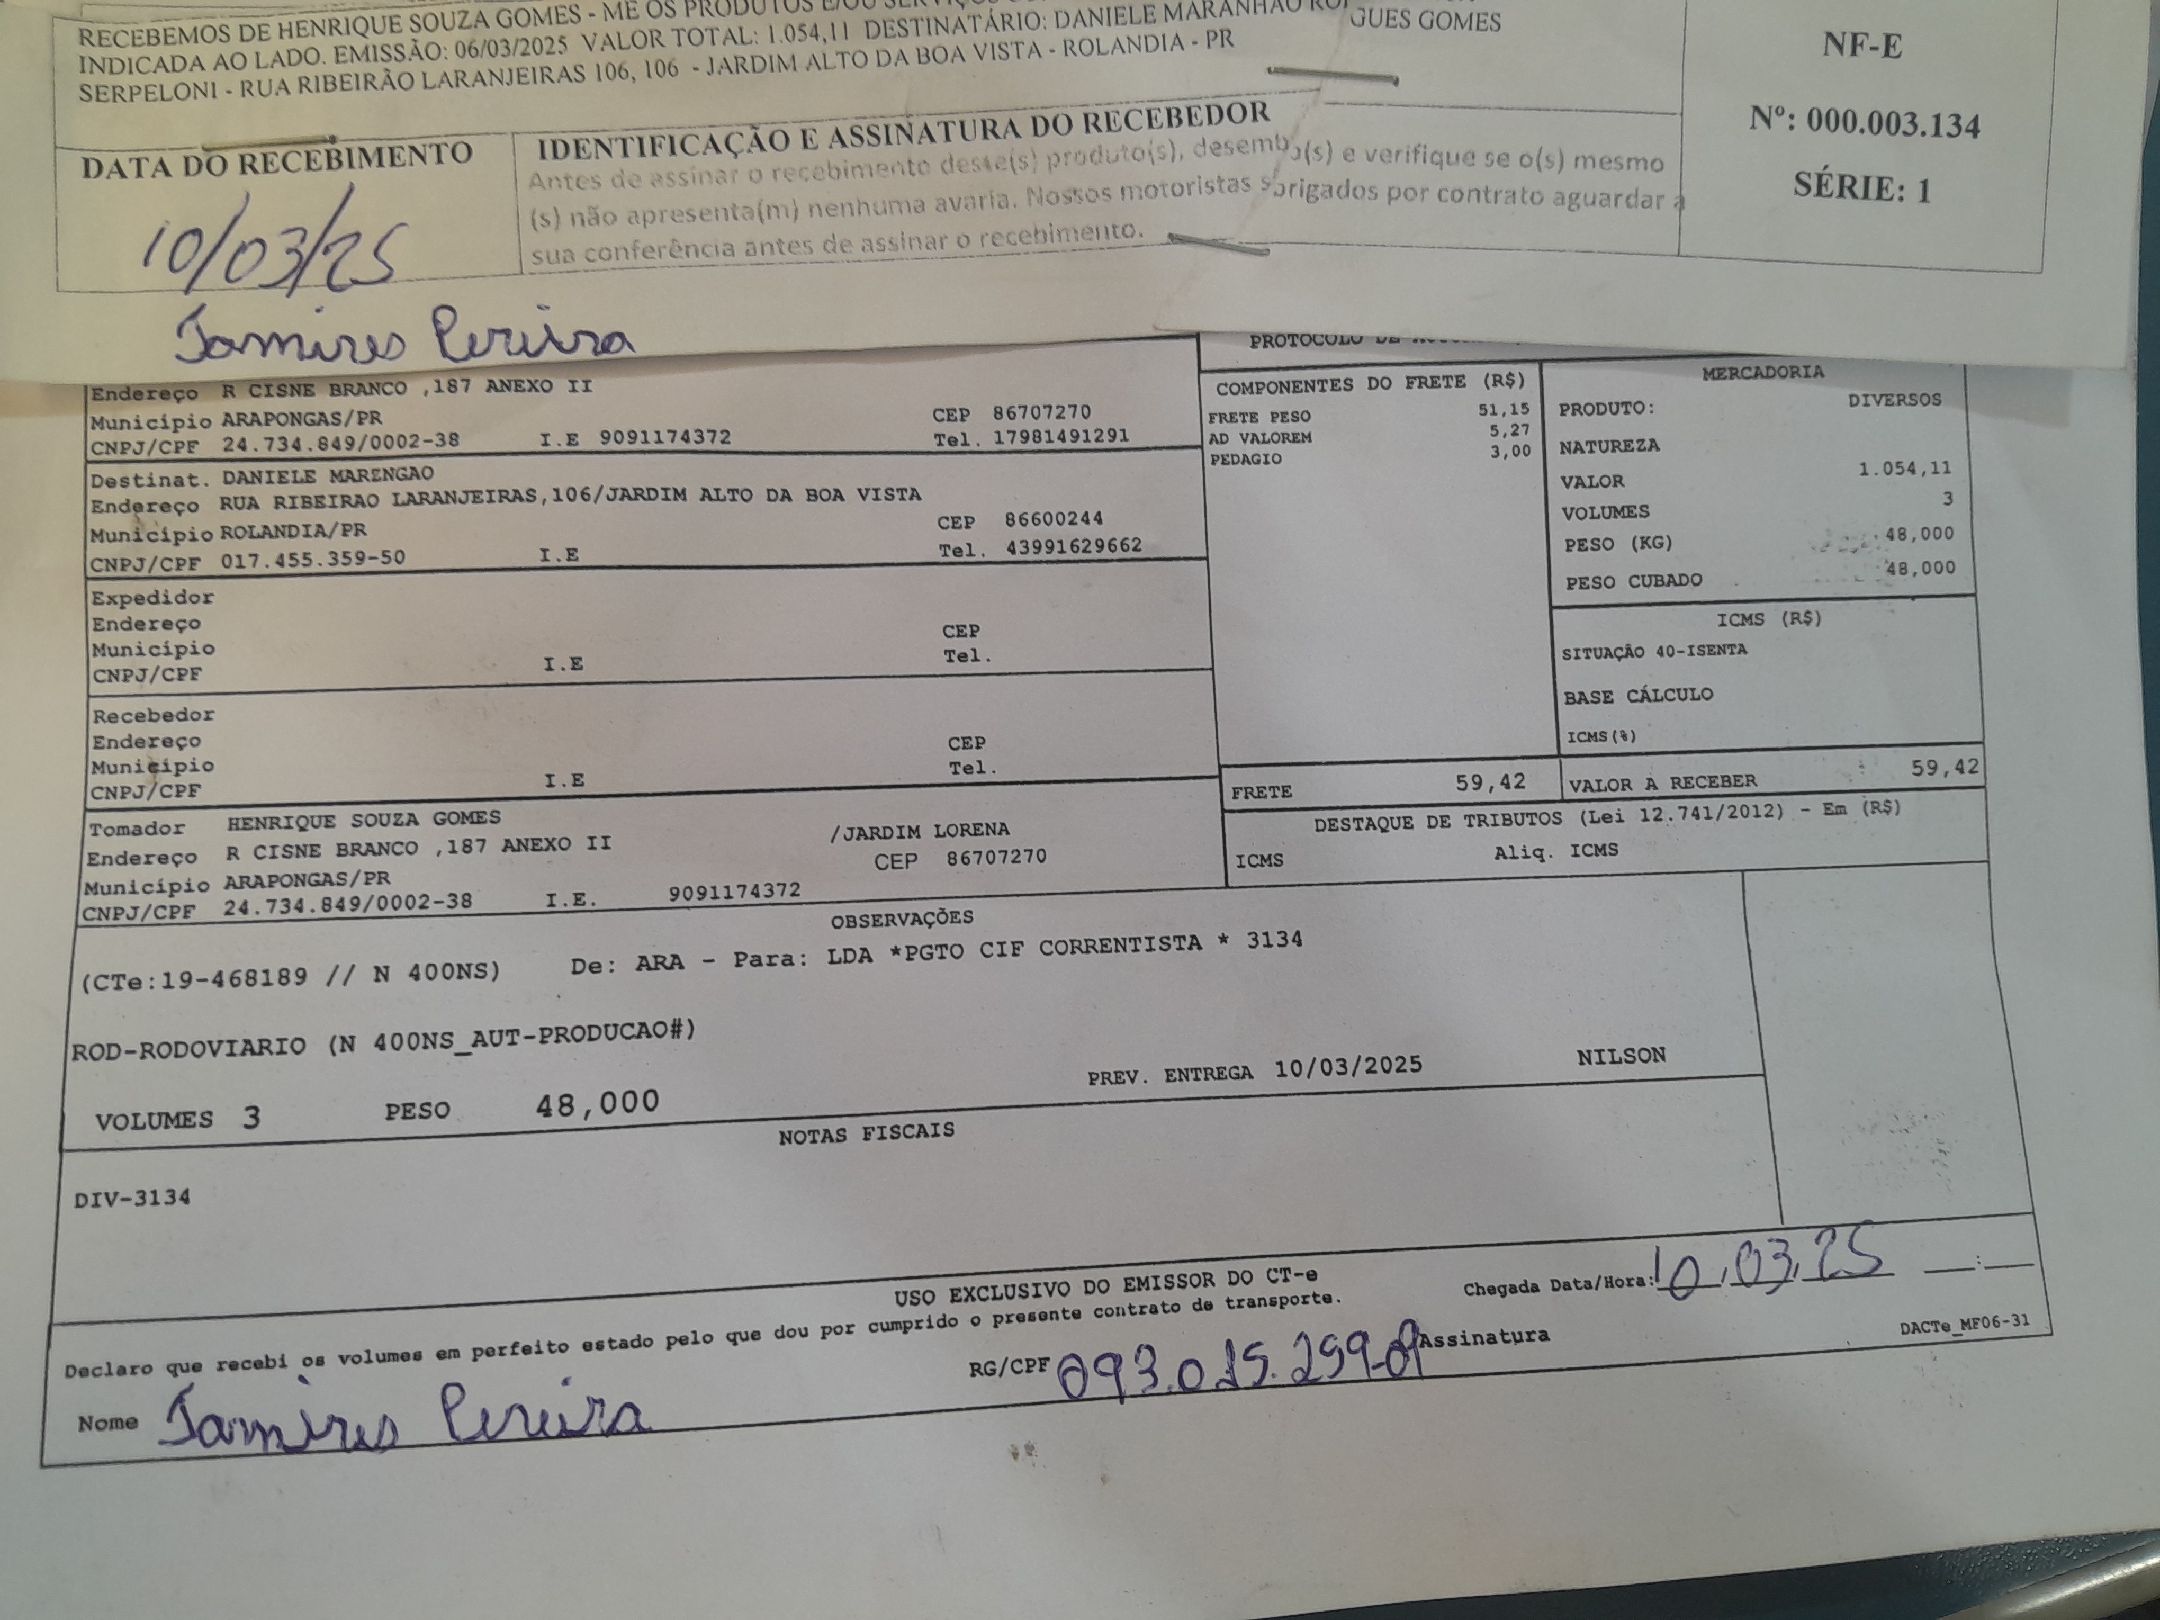 RECEBEMOS DE HENRIQUE SOUZA GOMES - ME OS PRODUTOS E/OU
INDICADA AO LADO. EMISSÃO: 06/03/2025 VALOR TOTAL: 1.054,11 DESTINATÁRIO: DANIELE MARANHAO GUES GOMES
SERPELONI - RUA RIBEIRÃO LARANJEIRAS 106, 106 - JARDIM ALTO DA BOA VISTA - ROLANDIA - PR
NF-E
Nº: 000.003.134
SÉRIE: 1
DATA DO RECEBIMENTO
10/03/25
IDENTIFICAÇÃO E ASSINATURA DO RECEBEDOR
Antes de assinar o recebimento deste(s) produto(s), (s) e verifique se o(s) mesmo
(s) não apresenta(m) nenhuma avaria. Nossos motoristas obrigados por contrato aguardar a
sua conferência antes de assinar o recebimento.
Tamires Pereira
PROTOCOLO DE
Endereço R CISNE BRANCO ,187 ANEXO II
Município ARAPONGAS/PR CEP 86707270
CNPJ/CPF 24.734.849/0002-38 I.E 9091174372 Tel. 17981491291
Destinat. DANIELE MARENGAO
Endereço RUA RIBEIRAO LARANJEIRAS,106/JARDIM ALTO DA BOA VISTA
Município ROLANDIA/PR CEP 86600244
CNPJ/CPF 017.455.359-50 I.E Tel. 43991629662
Expedidor
Endereço
Município CEP
CNPJ/CPF I.E Tel.
Recebedor
Endereço
Município CEP
CNPJ/CPF I.E Tel.
Tomador HENRIQUE SOUZA GOMES
Endereço R CISNE BRANCO ,187 ANEXO II /JARDIM LORENA
Município ARAPONGAS/PR CEP 86707270
CNPJ/CPF 24.734.849/0002-38 I.E. 9091174372
COMPONENTES DO FRETE (R$)
FRETE PESO 51,15
AD VALOREM 5,27
PEDAGIO 3,00
MERCADORIA
PRODUTO: DIVERSOS
NATUREZA
VALOR 1.054,11
VOLUMES 3
PESO (KG) 48,000
PESO CUBADO 48,000
ICMS (R$)
SITUAÇÃO 40-ISENTA
BASE CÁLCULO
ICMS(%)
FRETE 59,42 VALOR A RECEBER 59,42
DESTAQUE DE TRIBUTOS (Lei 12.741/2012) - Em (R$)
ICMS Aliq. ICMS
OBSERVAÇÕES
(CTe:19-468189 // N 400NS) De: ARA - Para: LDA *PGTO CIF CORRENTISTA * 3134
ROD-RODOVIARIO (N 400NS_AUT-PRODUCAO#)
VOLUMES 3 PESO 48,000 PREV. ENTREGA 10/03/2025 NILSON
NOTAS FISCAIS
DIV-3134
USO EXCLUSIVO DO EMISSOR DO CT-e
Chegada Data/Hora: 10,03,25 __:__
Declaro que recebi os volumes em perfeito estado pelo que dou por cumprido o presente contrato de transporte.
Nome Tamires Pereira RG/CPF 093.015.259-09 Assinatura
DACTe_MF06-31